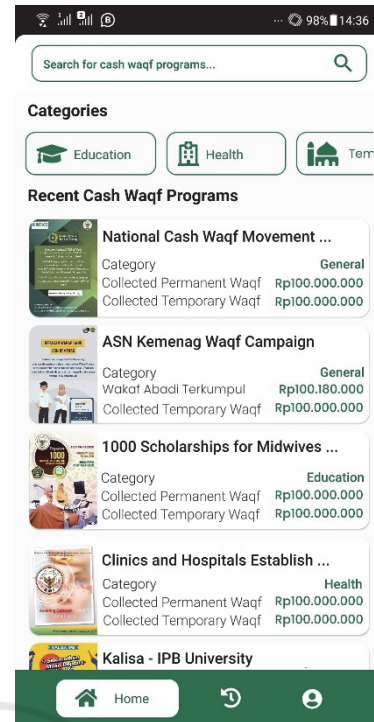 98% 14:36
Search for cash waqf programs...
Categories
Education
Health
Tem
Recent Cash Waqf Programs
National Cash Waqf Movement ...
Category General
Collected Permanent Waqf Rp100.000.000
Collected Temporary Waqf Rp100.000.000
ASN Kemenag Waqf Campaign
Category General
Wakaf Abadi Terkumpul Rp100.180.000
Collected Temporary Waqf Rp100.000.000
1000
1000 Scholarships for Midwives ...
Category Education
Collected Permanent Waqf Rp100.000.000
Collected Temporary Waqf Rp100.000.000
Clinics and Hospitals Establish ...
Category Health
Collected Permanent Waqf Rp100.000.000
Collected Temporary Waqf Rp100.000.000
Kalisa - IPB University
Home